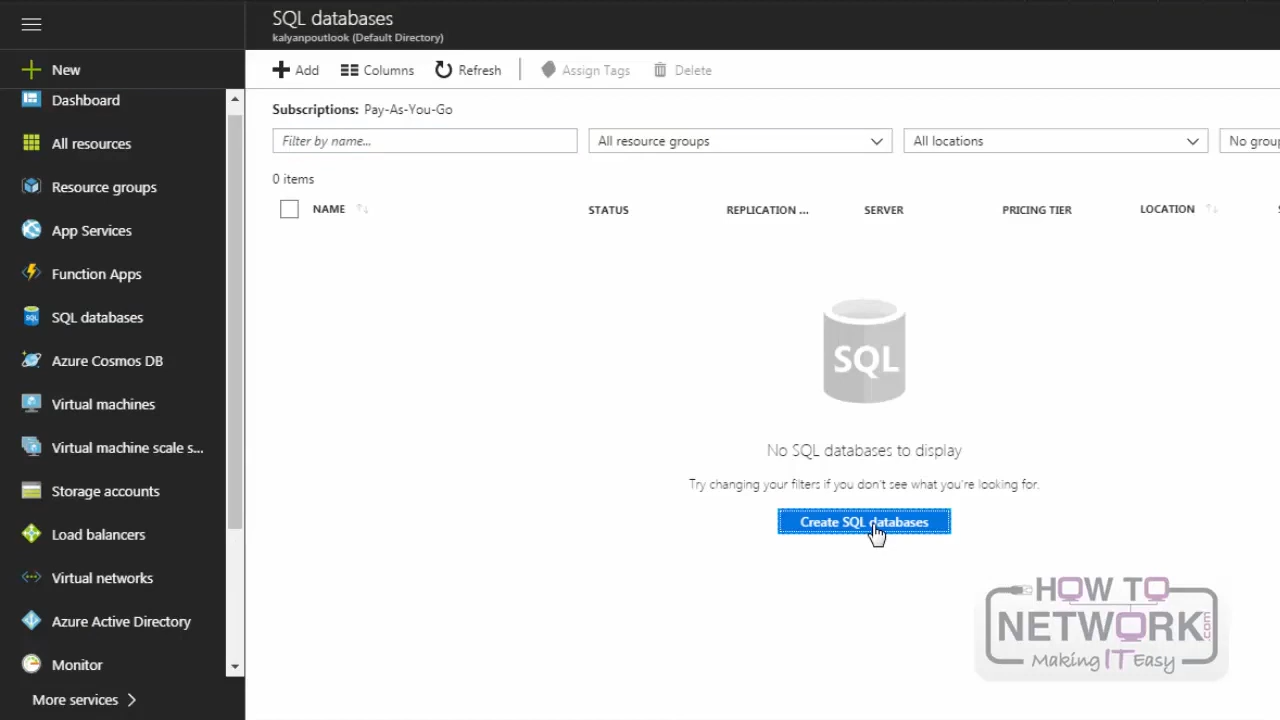 SQL databases
kalyanpoutlook (Default Directory)
New
Dashboard
All resources
Resource groups
App Services
Function Apps
SQL databases
SQL
Azure Cosmos DB
Virtual machines
Virtual machine scale s...
Storage accounts
Load balancers
Virtual networks
Azure Active Directory
Monitor
More services
Add Columns Refresh Assign Tags Delete
Subscriptions: Pay-As-You-Go
Filter by name... All resource groups All locations No grou
0 items
NAME STATUS REPLICATION ... SERVER PRICING TIER LOCATION
SQL
No SQL databases to display
Try changing your filters if you don't see what you're looking for.
Create SQL databases
HOW TO
NETWORK.com
Making IT Easy